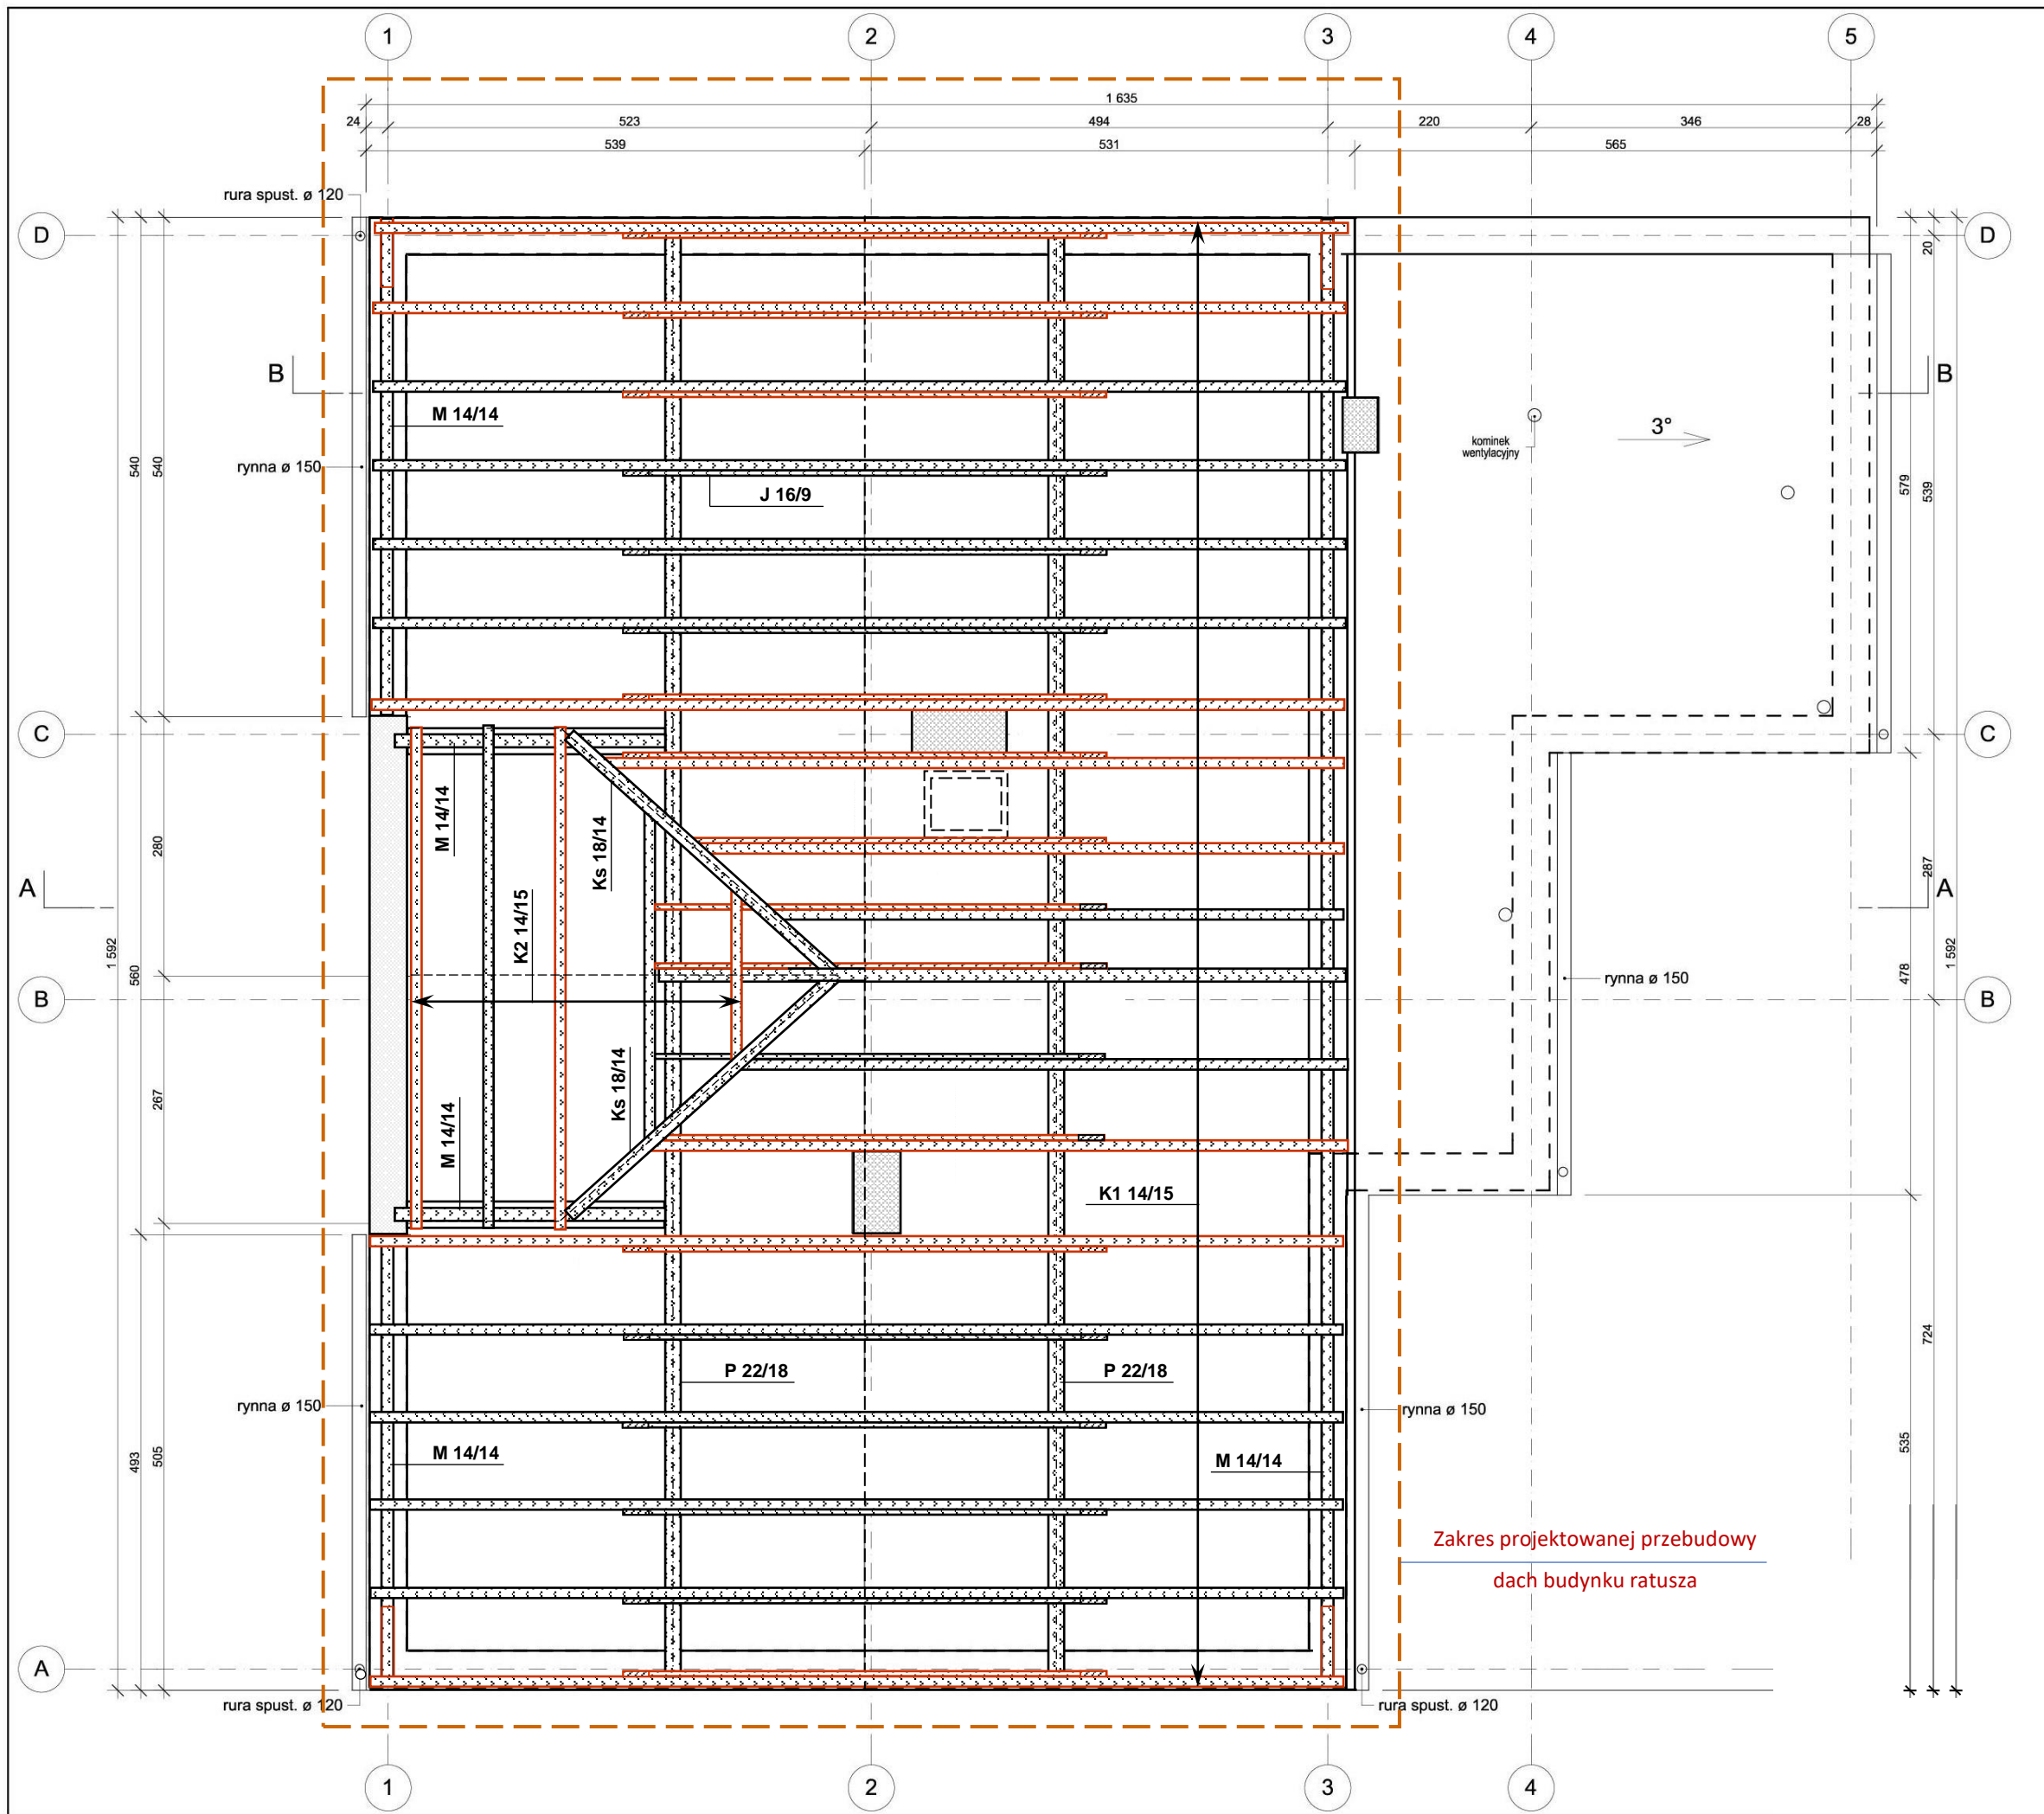 1
2
3
4
5
1 635
24
523
494
220
346
28
539
531
565
rura spust. ø 120
D
D
20
B
B
M 14/14
kominek
wentylacyjny
3°
rynna ø 150
540
540
579
539
J 16/9
C
C
M 14/14
Ks 18/14
280
287
A
A
K2 14/15
1 592
560
478
1 592
B
B
rynna ø 150
Ks 18/14
267
M 14/14
K1 14/15
724
P 22/18
P 22/18
rynna ø 150
rynna ø 150
493
505
535
M 14/14
M 14/14
Zakres projektowanej przebudowy
dach budynku ratusza
A
rura spust. ø 120
rura spust. ø 120
1
2
3
4